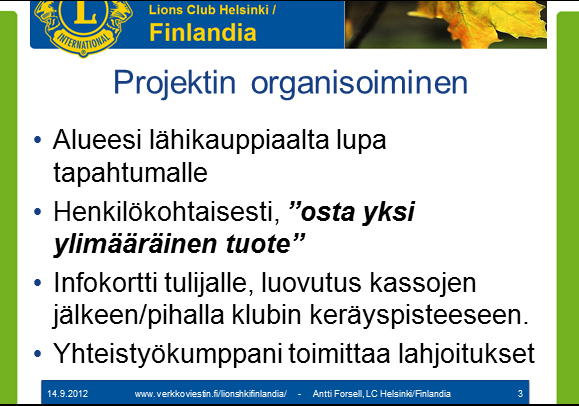 L
INTERNATIONAL
Lions Club Helsinki /
Finlandia
Projektin organisoiminen
• Alueesi lähikauppiaalta lupa
tapahtumalle
• Henkilökohtaisesti, ”osta yksi
ylimääräinen tuote”
• Infokortti tulijalle, luovutus kassojen
jälkeen/pihalla klubin keräyspisteeseen.
• Yhteistyökumppani toimittaa lahjoitukset
14.9.2012 www.verkkoviestin.fi/lionshkifinlandia/ - Antti Forsell, LC Helsinki/Finlandia 3